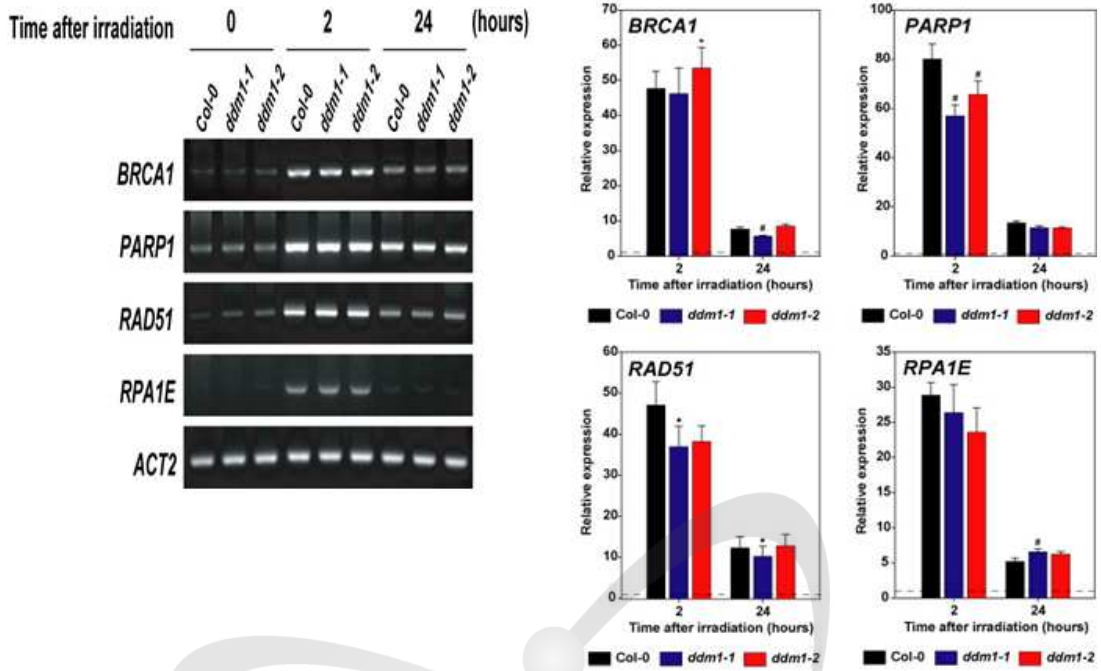 Time after irradiation 0 2 24 (hours)
Col-0 ddm1-1 ddm1-2 Col-0 ddm1-1 ddm1-2 Col-0 ddm1-1 ddm1-2
BRCA1
PARP1
RAD51
RPA1E
ACT2
BRCA1
Relative expression
70
60
50
40
30
20
10
0
*
#
2 24
Time after irradiation (hours)
Col-0 ddm1-1 ddm1-2
PARP1
Relative expression
100
80
60
40
20
0
# #
2 24
Time after irradiation (hours)
Col-0 ddm1-1 ddm1-2
RAD51
Relative expression
60
50
40
30
20
10
0
*
*
2 24
Time after irradiation (hours)
Col-0 ddm1-1 ddm1-2
RPA1E
Relative expression
35
30
25
20
15
10
5
0
#
2 24
Time after irradiation (hours)
Col-0 ddm1-1 ddm1-2